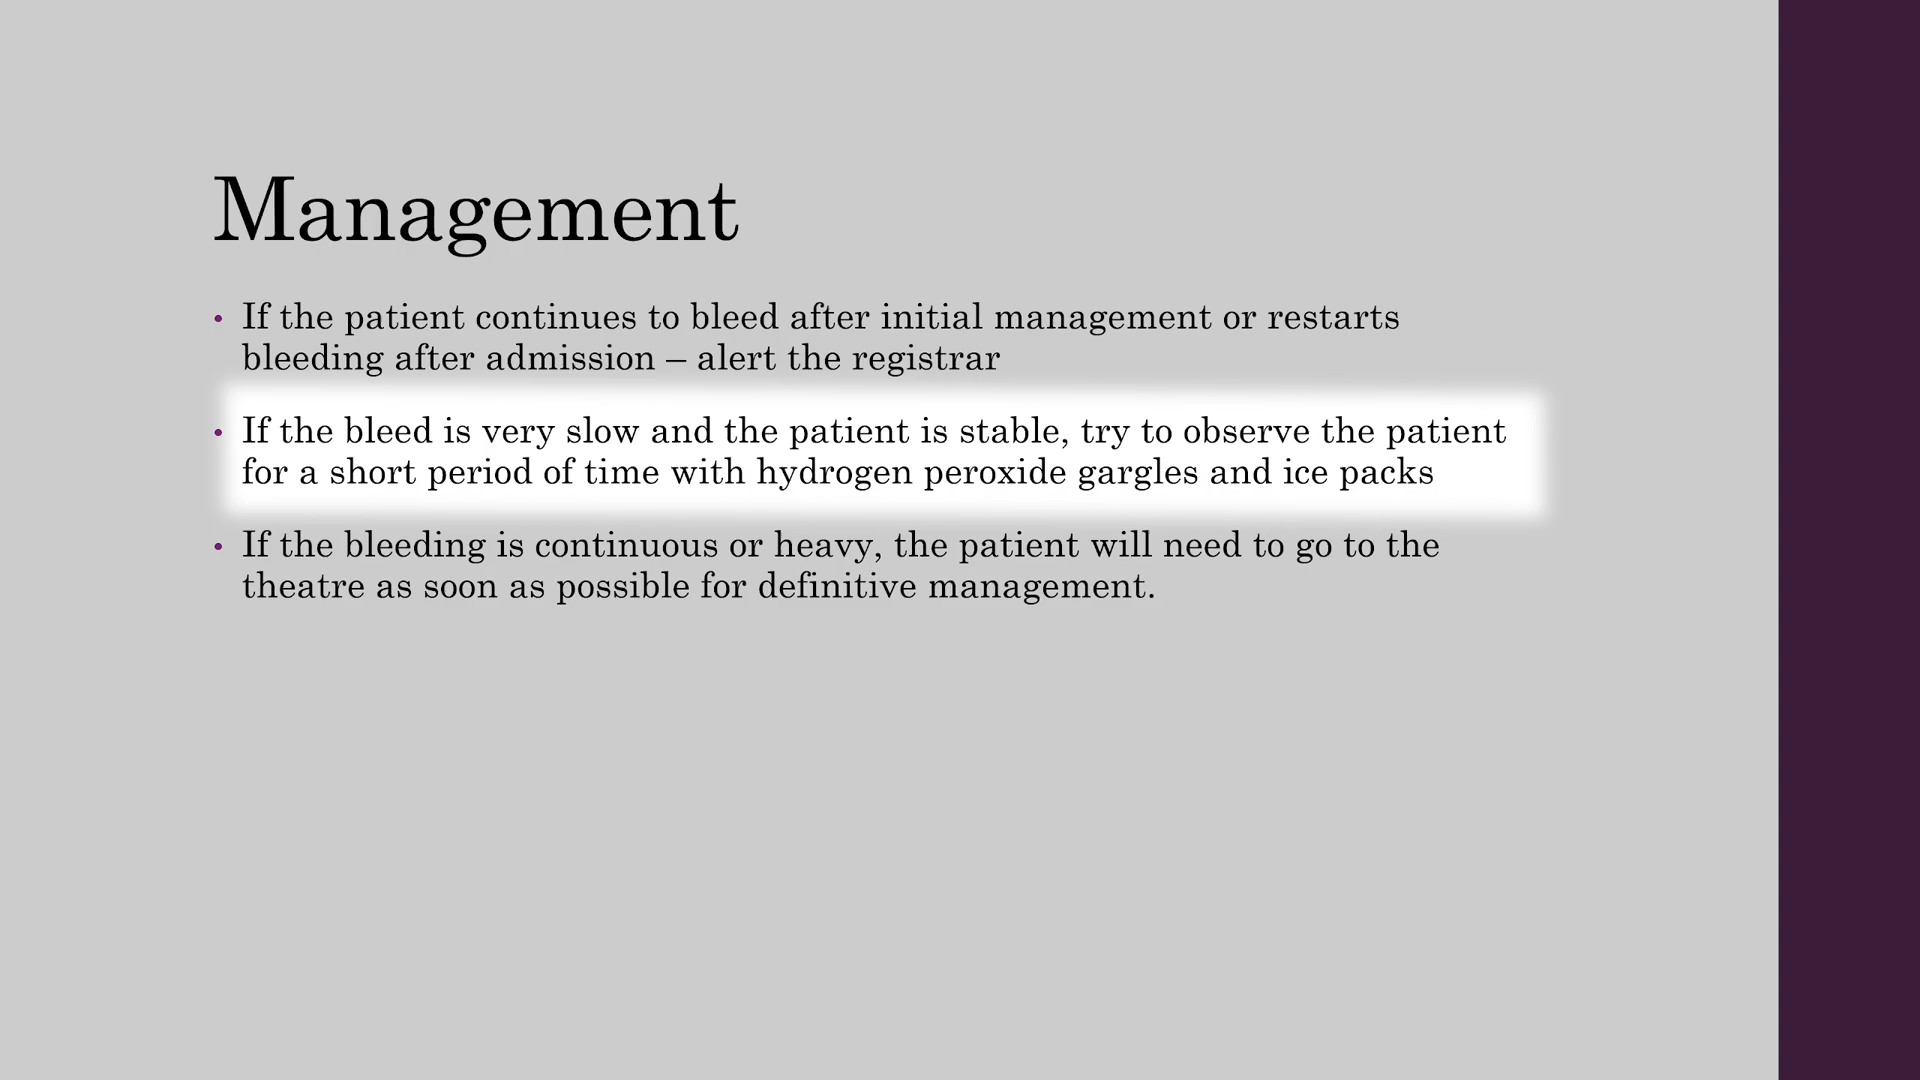 Management
• If the patient continues to bleed after initial management or restarts
bleeding after admission – alert the registrar
• If the bleed is very slow and the patient is stable, try to observe the patient
for a short period of time with hydrogen peroxide gargles and ice packs
• If the bleeding is continuous or heavy, the patient will need to go to the
theatre as soon as possible for definitive management.